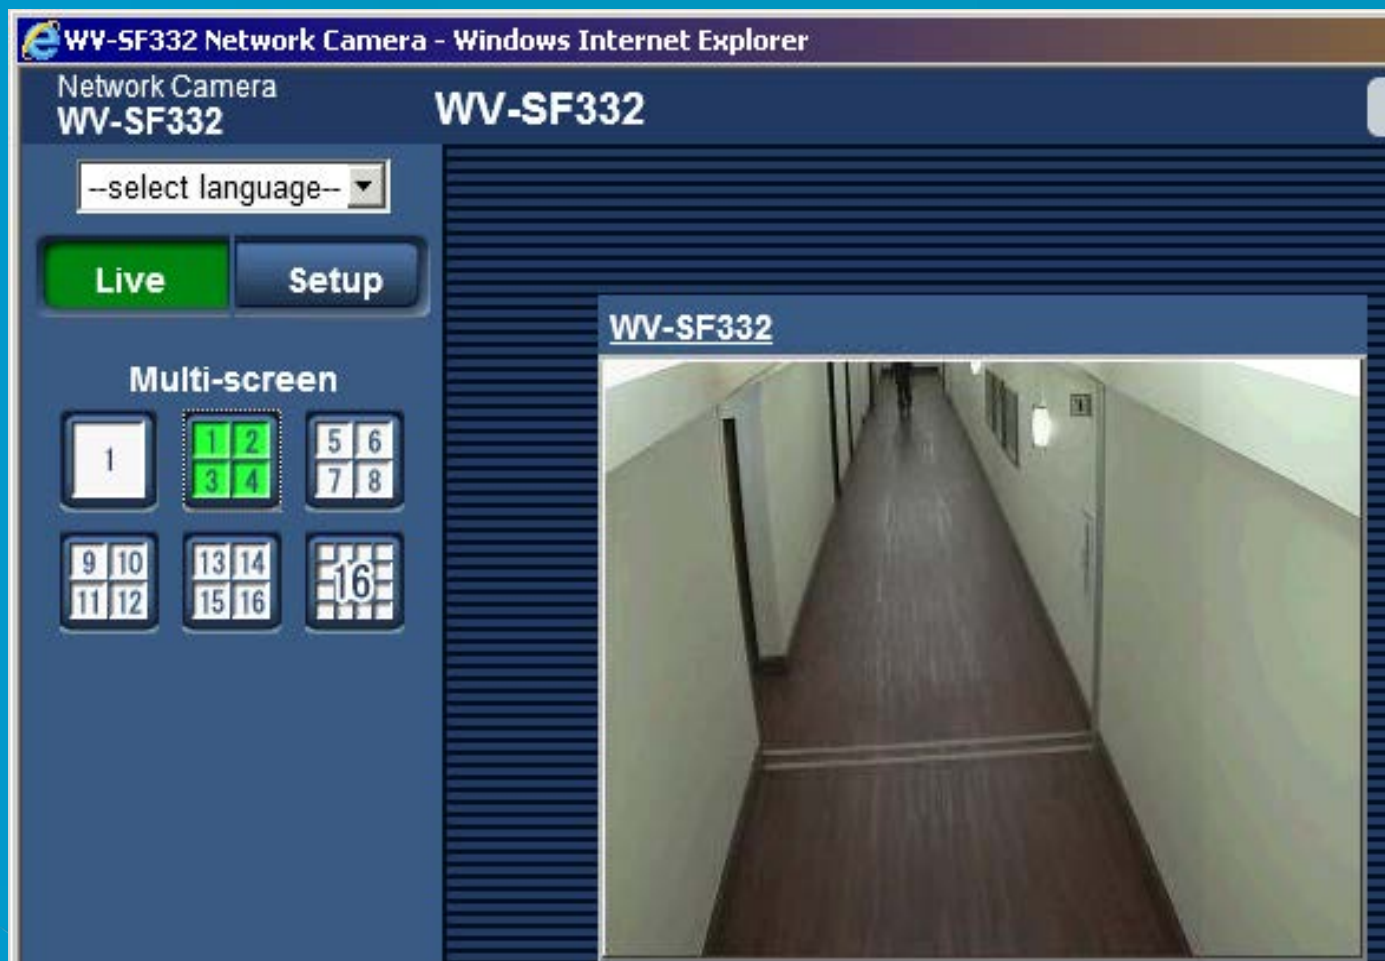 WV-SF332 Network Camera - Windows Internet Explorer
Network Camera
WV-SF332
WV-SF332
--select language--
Live
Setup
WV-SF332
Multi-screen
1
1 2
3 4
5 6
7 8
9 10
11 12
13 14
15 16
16